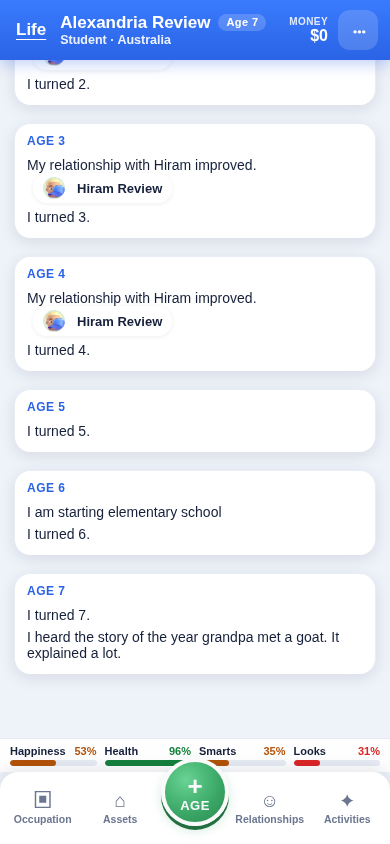 Life
Alexandria Review Age 7
Student · Australia
MONEY
$0
I turned 2.
AGE 3
My relationship with Hiram improved.
Hiram Review
I turned 3.
AGE 4
My relationship with Hiram improved.
Hiram Review
I turned 4.
AGE 5
I turned 5.
AGE 6
I am starting elementary school
I turned 6.
AGE 7
I turned 7.
I heard the story of the year grandpa met a goat. It
explained a lot.
Happiness 53% Health 96% Smarts 35% Looks 31%
+
AGE
Occupation Assets Relationships Activities